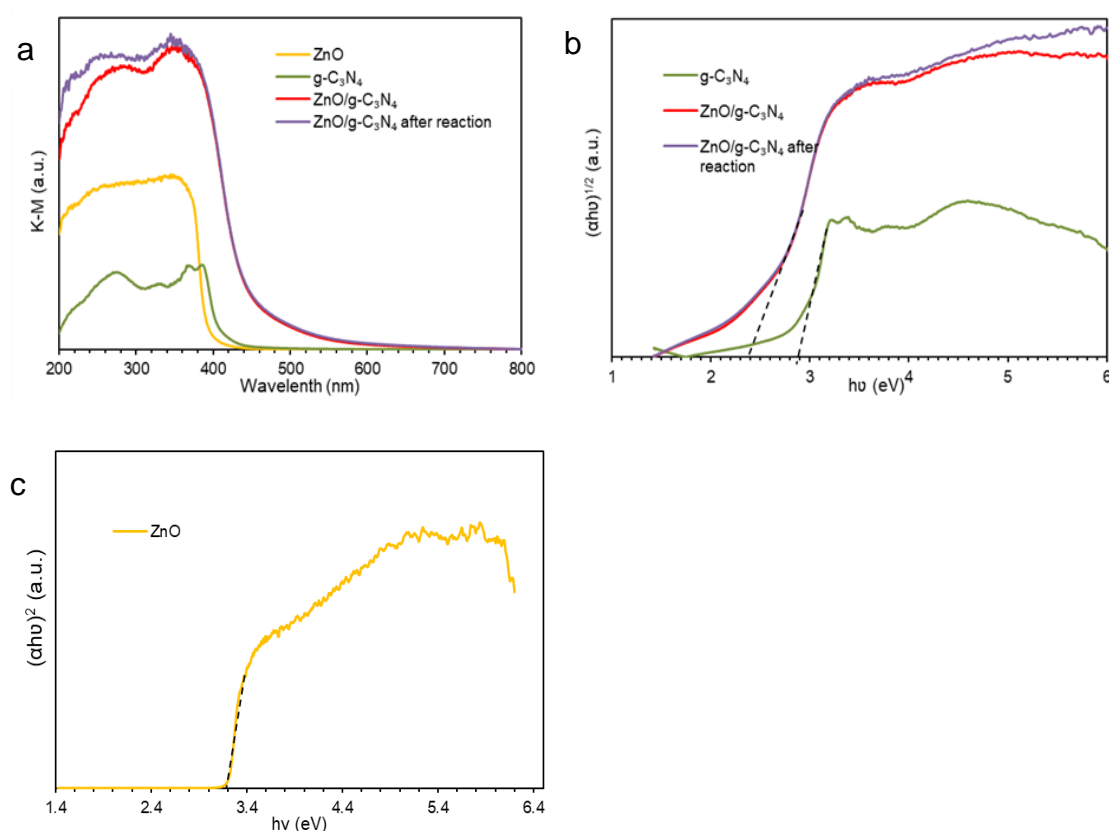 a
K-M (a.u.)
ZnO
g-C₃N₄
ZnO/g-C₃N₄
ZnO/g-C₃N₄ after reaction
200 300 400 500 600 700 800
Wavelenth (nm)
b
(αhυ)¹/² (a.u.)
g-C₃N₄
ZnO/g-C₃N₄
ZnO/g-C₃N₄ after
reaction
1 2 3 4 5 6
hυ (eV)
c
(αhυ)² (a.u.)
ZnO
1.4 2.4 3.4 4.4 5.4 6.4
hv (eV)